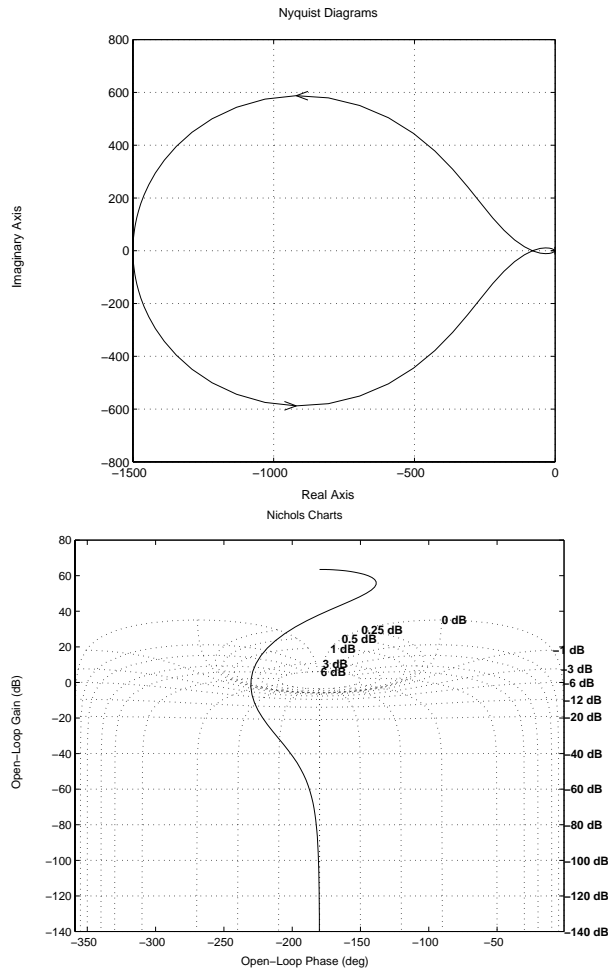 Nyquist Diagrams
800
600
400
200
0
−200
−400
−600
−800
Imaginary Axis
−1500
−1000
−500
0
Real Axis
Nichols Charts
80
60
40
20
0
−20
−40
−60
−80
−100
−120
−140
Open−Loop Gain (dB)
0 dB
0.25 dB
0.5 dB
1 dB
3 dB
6 dB
−1 dB
−3 dB
−6 dB
−12 dB
−20 dB
−40 dB
−60 dB
−80 dB
−100 dB
−120 dB
−140 dB
−350
−300
−250
−200
−150
−100
−50
Open−Loop Phase (deg)